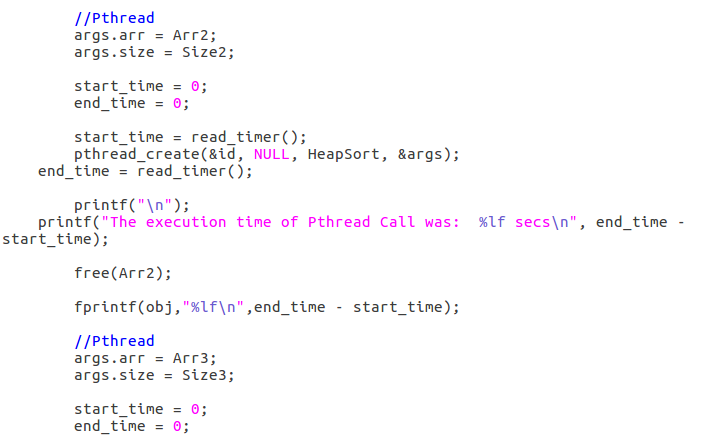 //Pthread
args.arr = Arr2;
args.size = Size2;
start_time = 0;
end_time = 0;
start_time = read_timer();
pthread_create(&id, NULL, HeapSort, &args);
end_time = read_timer();
printf("\n");
printf("The execution time of Pthread Call was:  %lf secs\n", end_time -
start_time);
free(Arr2);
fprintf(obj,"%lf\n",end_time - start_time);
//Pthread
args.arr = Arr3;
args.size = Size3;
start_time = 0;
end_time = 0;